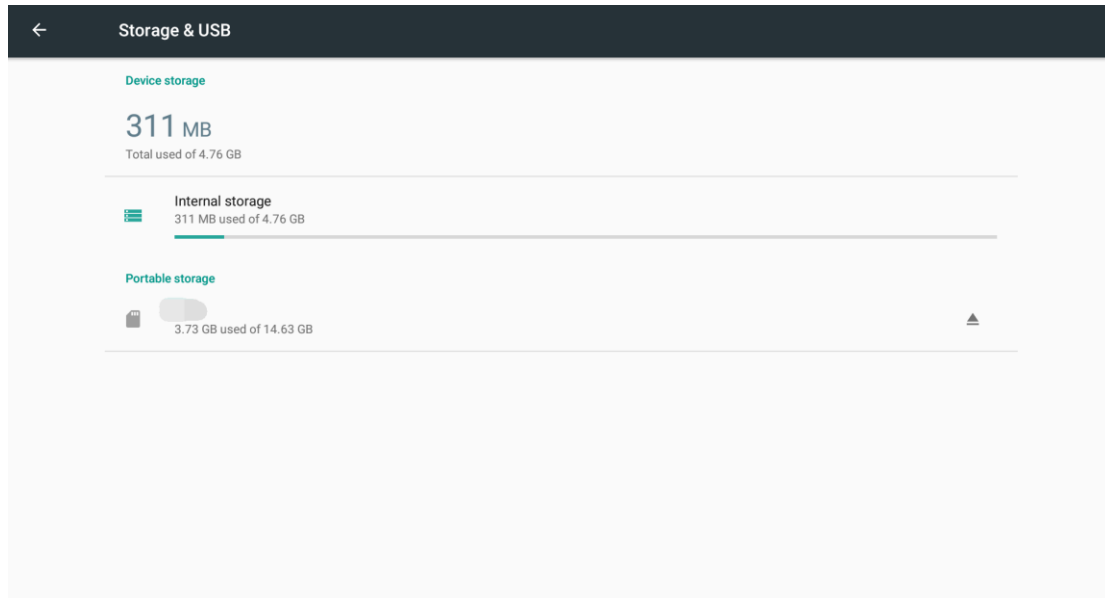 Storage & USB
Device storage
311 MB
Total used of 4.76 GB
Internal storage
311 MB used of 4.76 GB
Portable storage
3.73 GB used of 14.63 GB